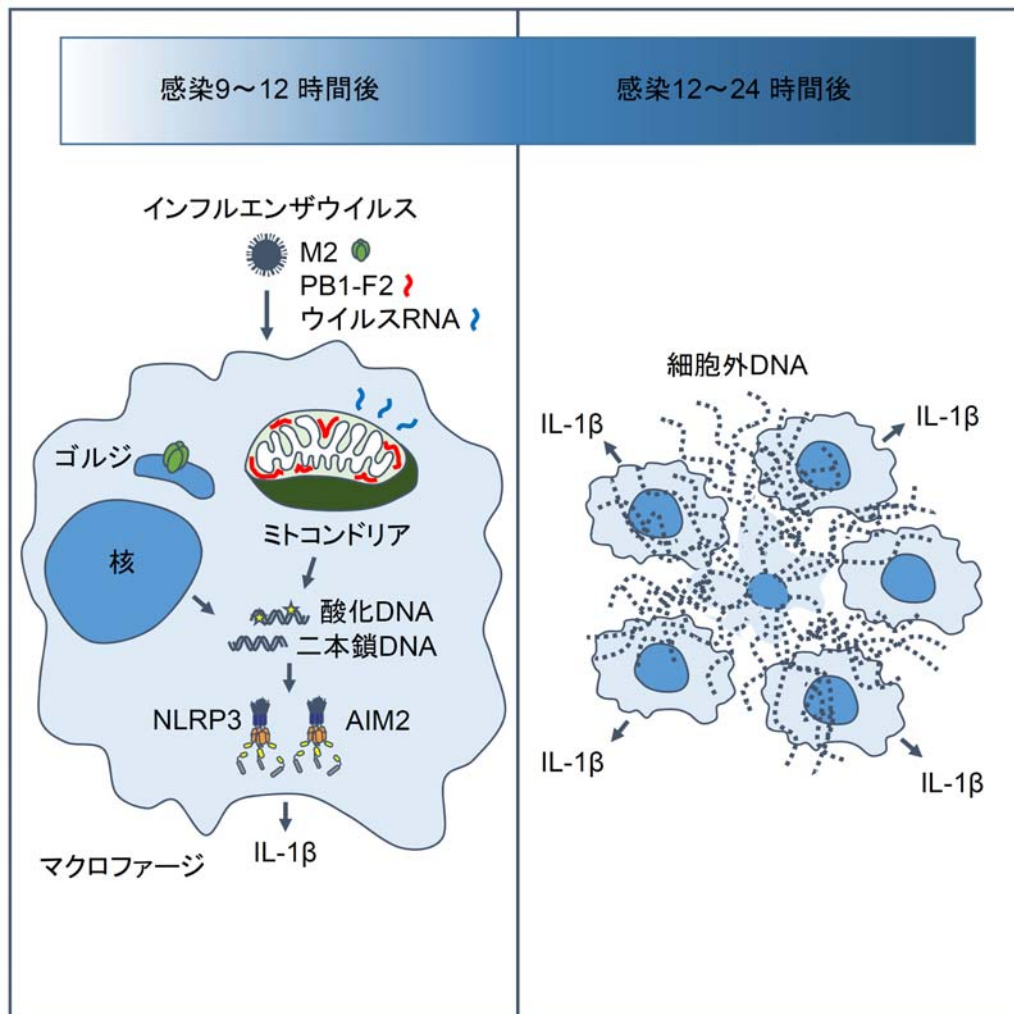 感染9～12 時間後
感染12～24 時間後
インフルエンザウイルス
M2
PB1-F2
ウイルスRNA
ゴルジ
ミトコンドリア
核
酸化DNA
二本鎖DNA
NLRP3
AIM2
IL-1β
マクロファージ
細胞外DNA
IL-1β
IL-1β
IL-1β
IL-1β